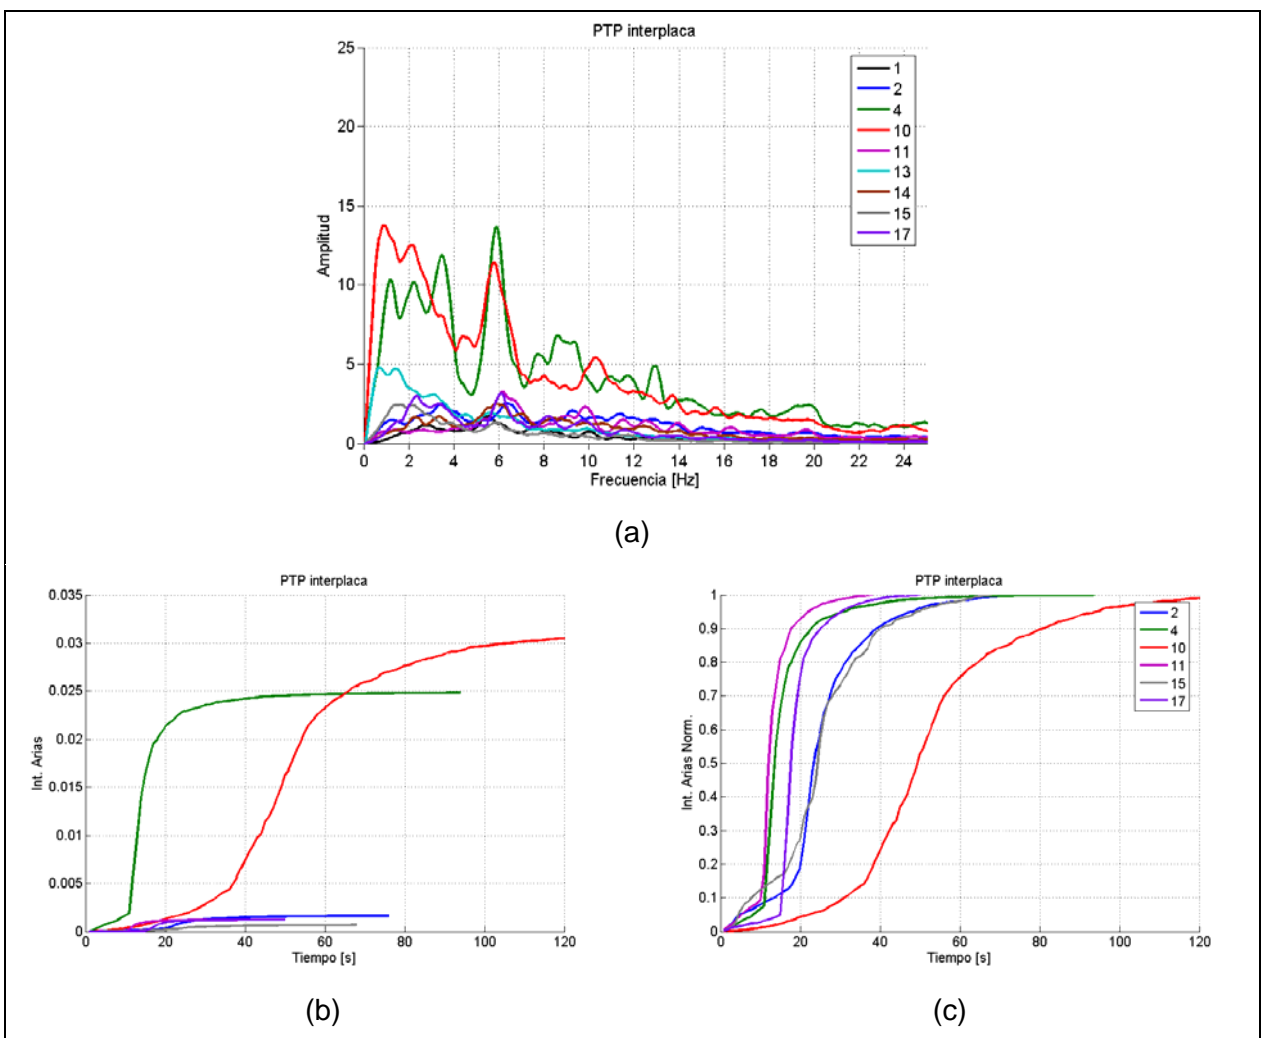 PTP interplaca
25
20
15
10
5
0
Amplitud
0 2 4 6 8 10 12 14 16 18 20 22 24
Frecuencia [Hz]
1
2
4
10
11
13
14
15
17
(a)
PTP interplaca
0.035
0.03
0.025
0.02
0.015
0.01
0.005
0
Int. Arias
0 20 40 60 80 100 120
Tiempo [s]
(b)
PTP interplaca
1
0.9
0.8
0.7
0.6
0.5
0.4
0.3
0.2
0.1
0
Int. Arias Norm.
0 20 40 60 80 100 120
Tiempo [s]
2
4
10
11
15
17
(c)